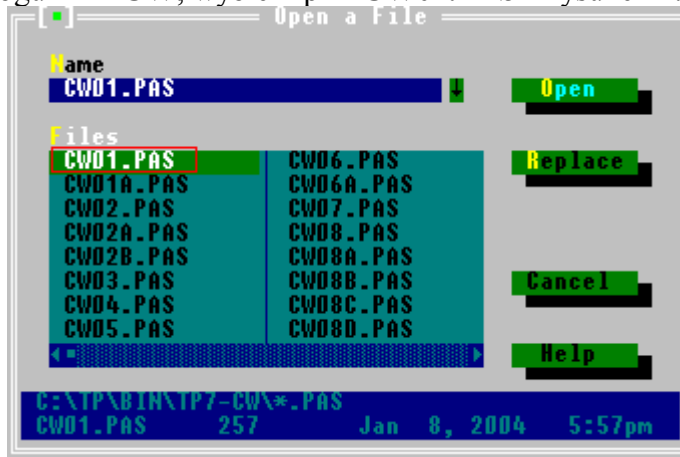 Open a File
Name
CW01.PAS
Open
Files
CW01.PAS CW06.PAS
Replace
CW01A.PAS CW06A.PAS
CW02.PAS CW07.PAS
CW02A.PAS CW08.PAS
CW02B.PAS CW08A.PAS
CW03.PAS CW08B.PAS
Cancel
CW04.PAS CW08C.PAS
CW05.PAS CW08D.PAS
Help
C:\TP\BIN\TP7-CW\*.PAS
CW01.PAS 257 Jan 8, 2004 5:57pm